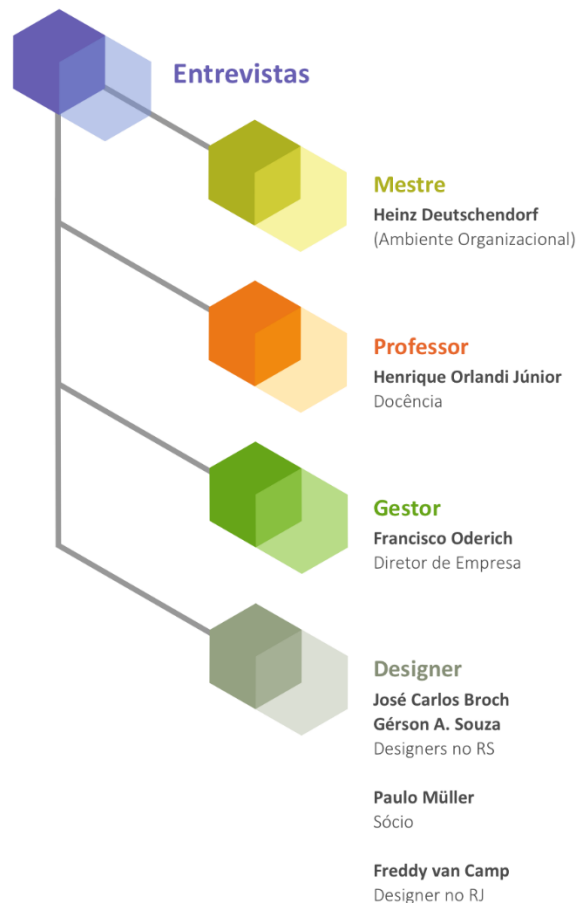 Entrevistas
Mestre
Heinz Deutschendorf
(Ambiente Organizacional)
Professor
Henrique Orlandi Júnior
Docência
Gestor
Francisco Oderich
Diretor de Empresa
Designer
José Carlos Broch
Gérson A. Souza
Designers no RS
Paulo Müller
Sócio
Freddy van Camp
Designer no RJ